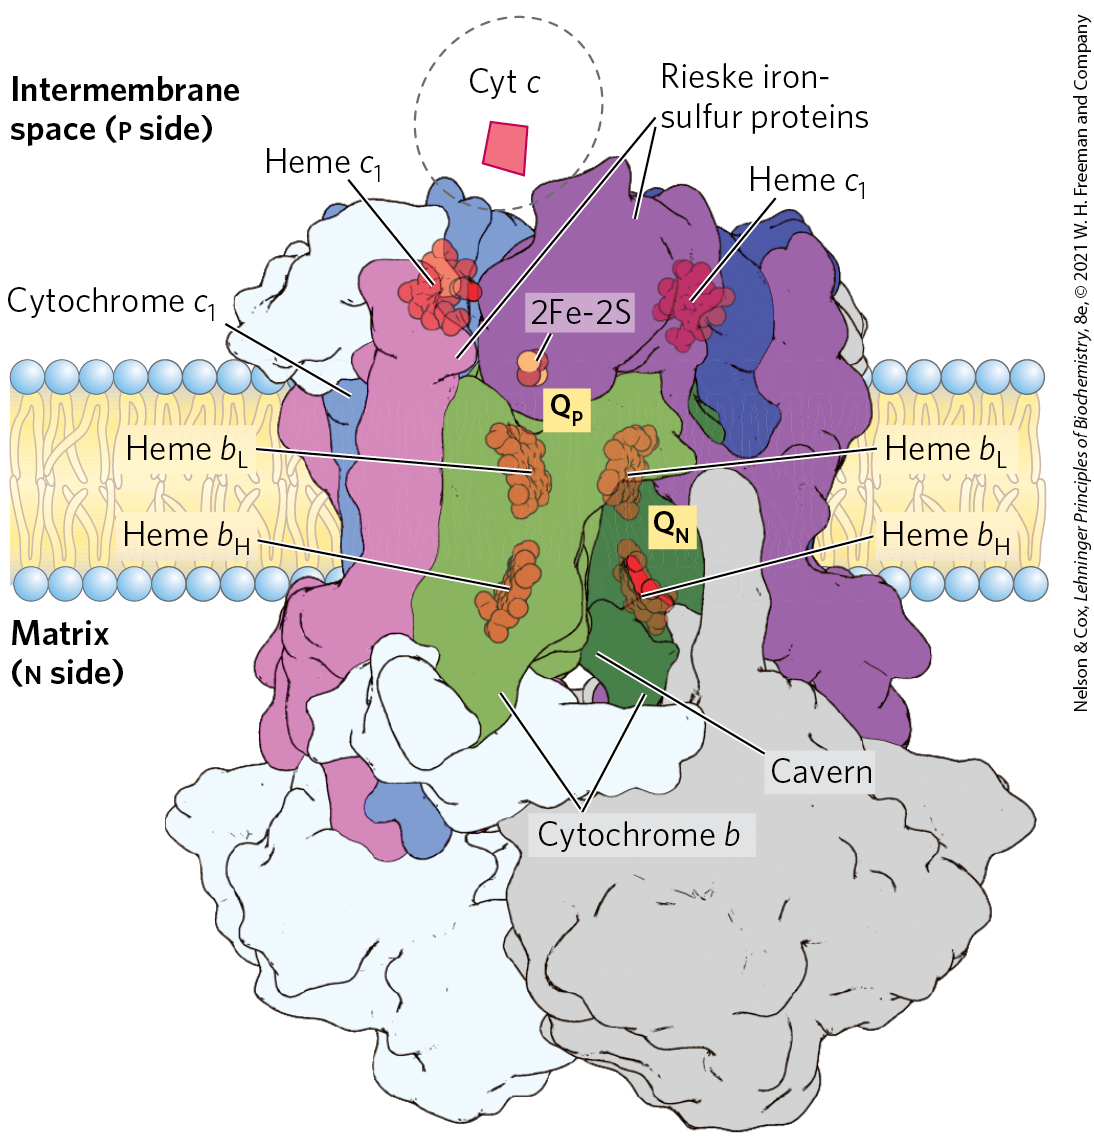 Cyt c
Intermembrane
space (P side)
Rieske iron-
sulfur proteins
Heme c1
Heme c1
Cytochrome c1
2Fe-2S
QP
Heme bL
Heme bL
QN
Heme bH
Heme bH
Matrix
(N side)
Cavern
Cytochrome b
Nelson & Cox, Lehninger Principles of Biochemistry, 8e, © 2021 W. H. Freeman and Company